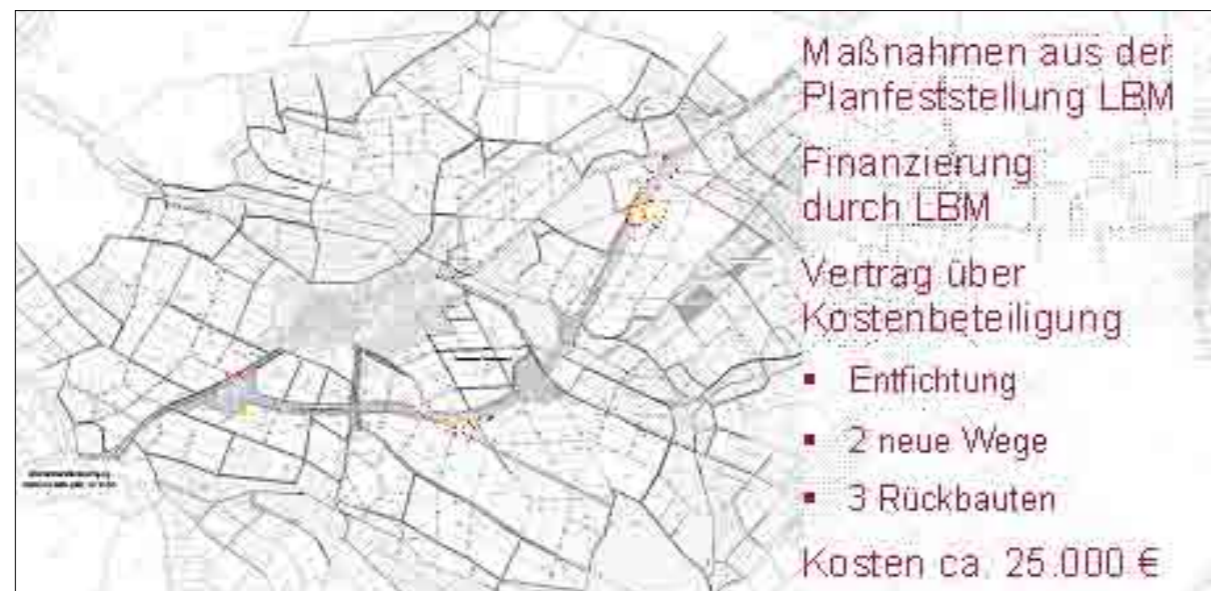 Maßnahmen aus der
Planfeststellung LBM
Finanzierung
durch LBM
Vertrag über
Kostenbeteiligung
▪ Entfichtung
▪ 2 neue Wege
▪ 3 Rückbauten
Kosten ca. 25.000 €